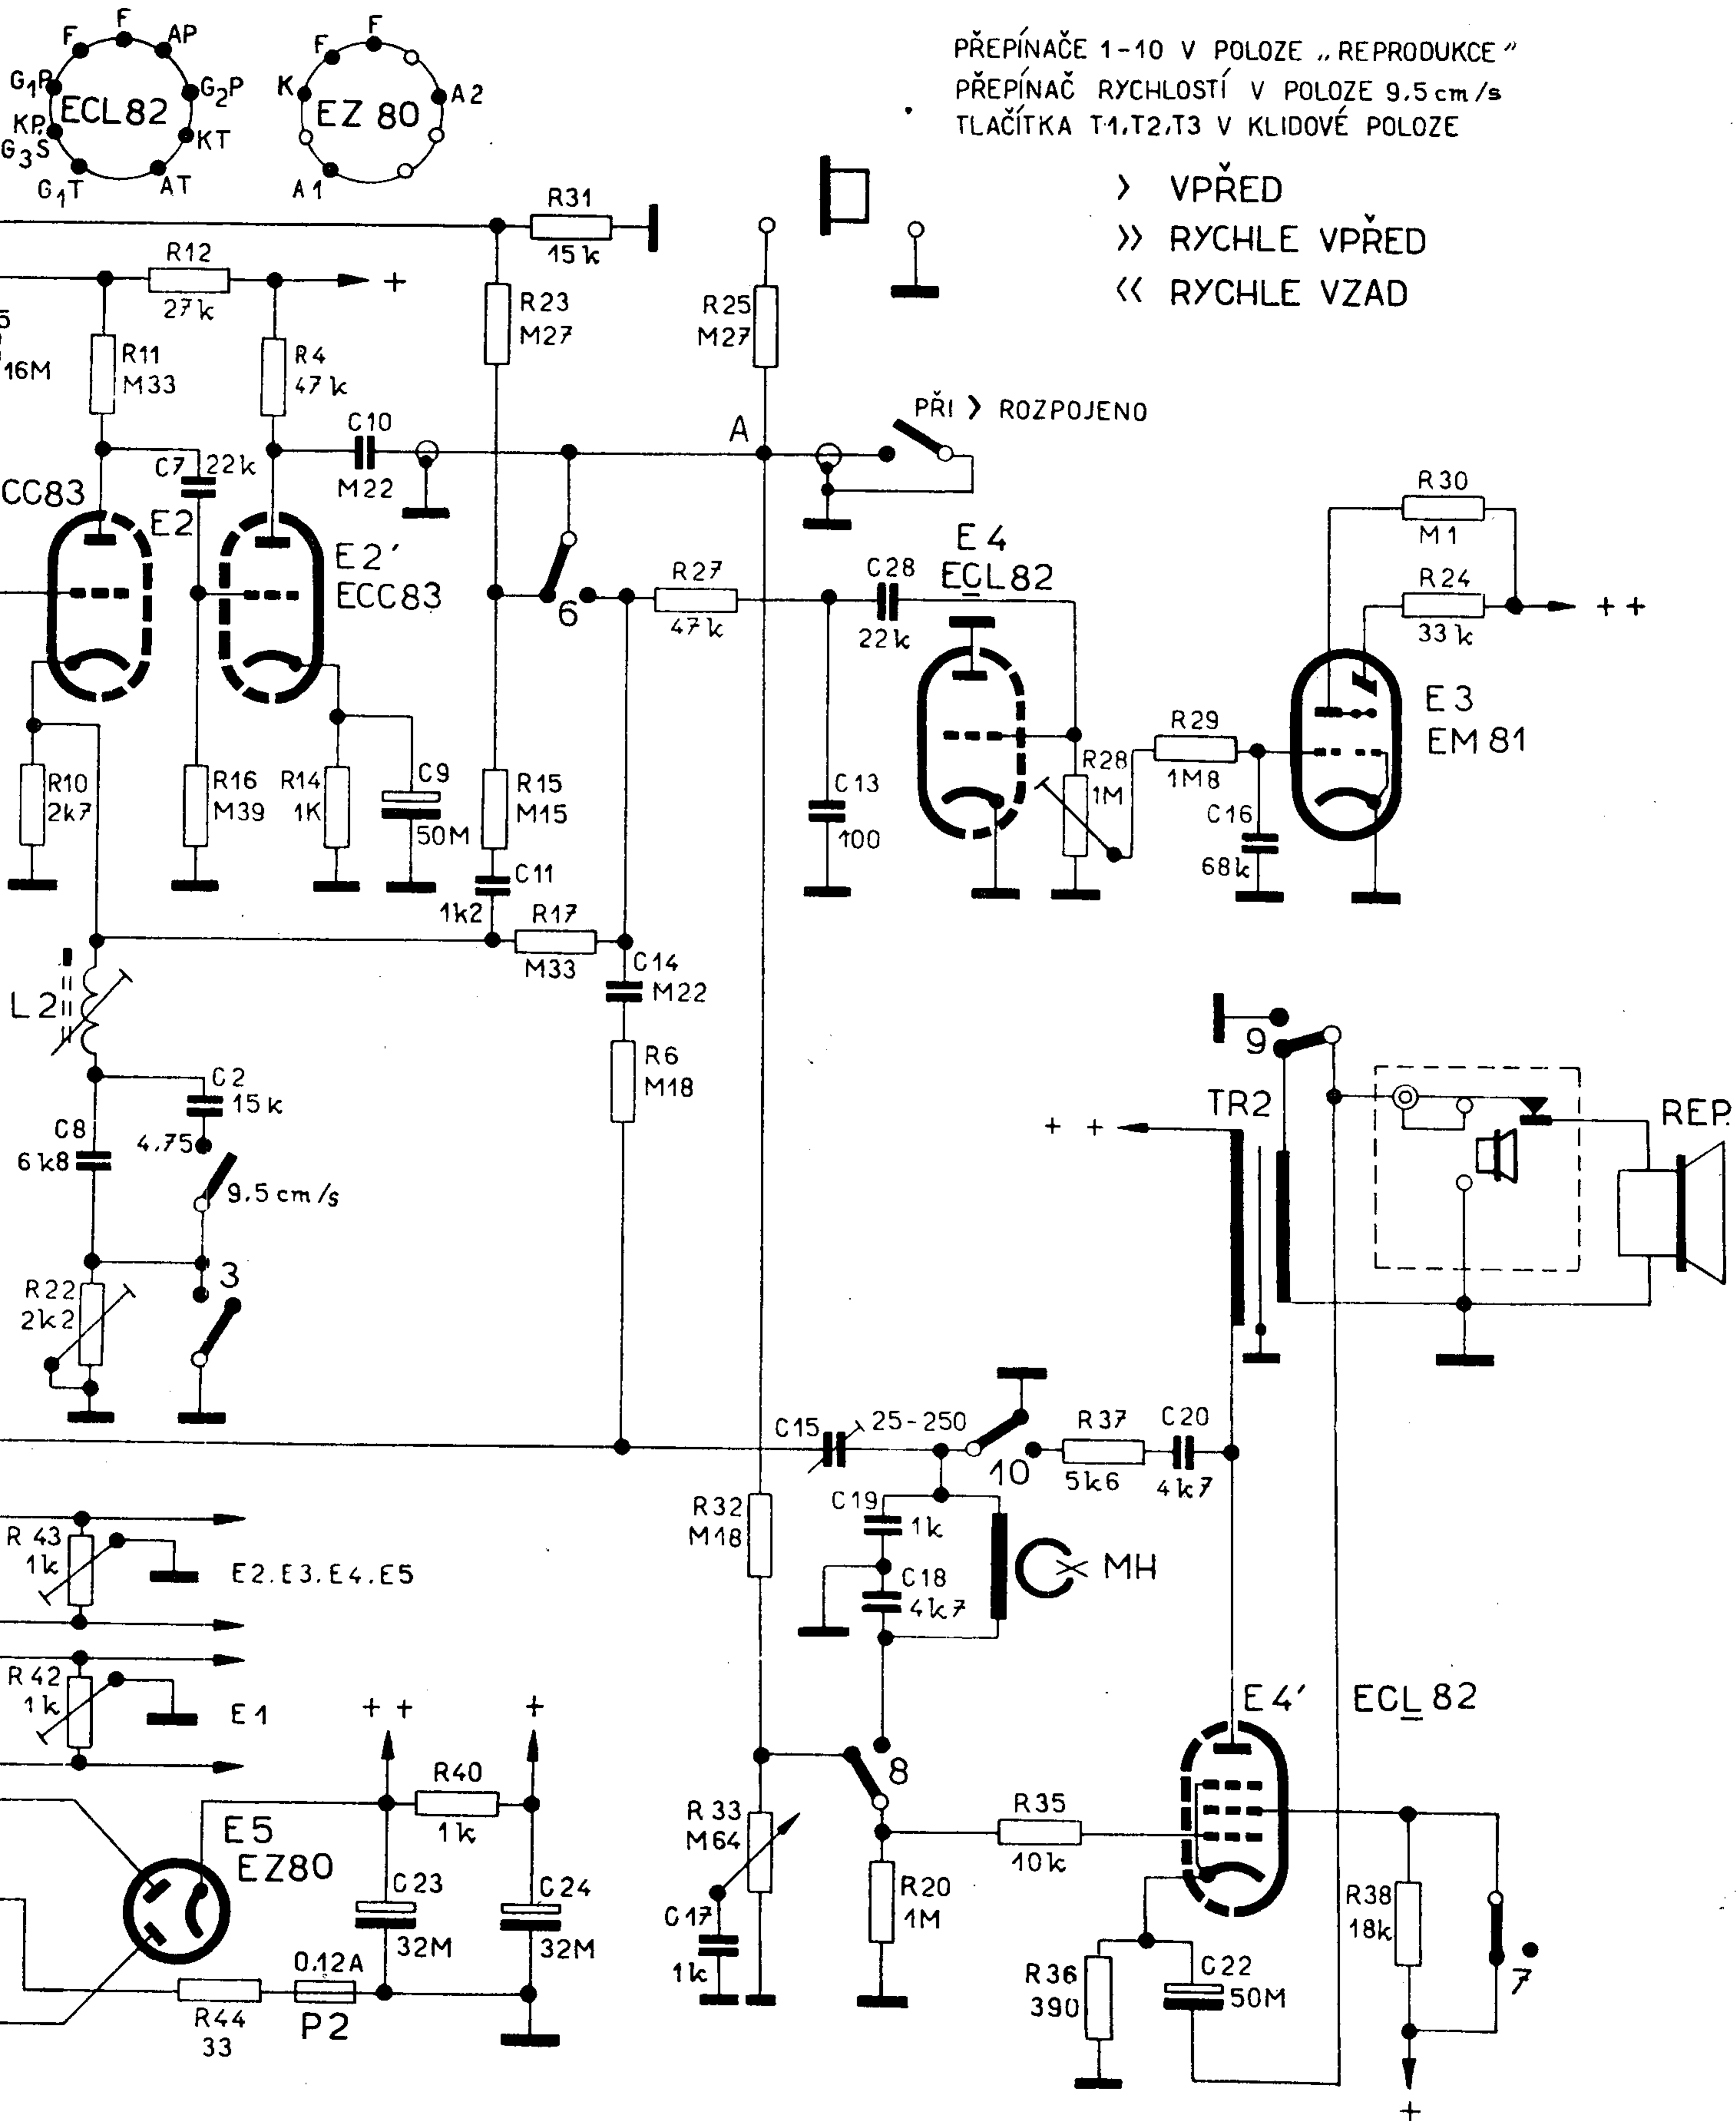 F
F
AP
G1P
ECL82
G2P
KP.
G3S
KT
G1T
AT
F
F
K
EZ 80
A2
A1
PŘEPÍNAČE 1-10 V POLOZE „REPRODUKCE"
PŘEPÍNAČ RYCHLOSTÍ V POLOZE 9.5 cm/s
TLAČÍTKA T1,T2,T3 V KLIDOVÉ POLOZE
> VPŘED
>> RYCHLE VPŘED
<< RYCHLE VZAD
R31
15k
R12
27k
+
R23
M27
R25
M27
5
16M
R11
M33
R4
47k
C10
M22
A
PŘI > ROZPOJENO
C7 22k
CC83
E2
E2'
ECC83
6
R27
47k
C28
22k
E4
ECL82
R30
M1
R24
33k
++
E3
EM 81
R10
2k7
R16
M39
R14
1K
C9
50M
R15
M15
C13
100
R28
1M
R29
1M8
C16
68k
C11
1k2
R17
M33
C14
M22
L2
R6
M18
C2
15k
C8
6k8
4.75
9.5 cm/s
3
R22
2k2
9
TR2
++
REP.
C15
25-250
10
R37
5k6
C20
4k7
R32
M18
C19
1k
C18
4k7
MH
R 43
1k
E2.E3.E4.E5
R 42
1k
E1
++
+
E4'
ECL82
R40
1k
8
E5
EZ80
C23
32M
C24
32M
R 33
M64
R35
10k
R20
1M
C17
1k
R38
18k
7
0.12A
P2
R44
33
R36
390
C22
50M
+